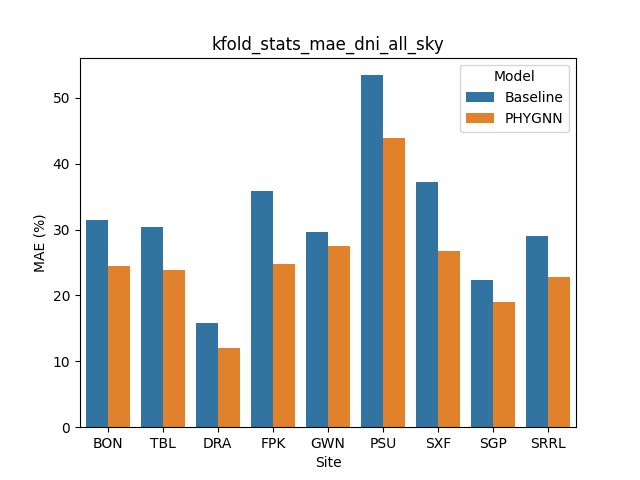 kfold_stats_mae_dni_all_sky
Model
Baseline
PHYGNN
MAE (%)
50
40
30
20
10
0
BON TBL DRA FPK GWN PSU SXF SGP SRRL
Site